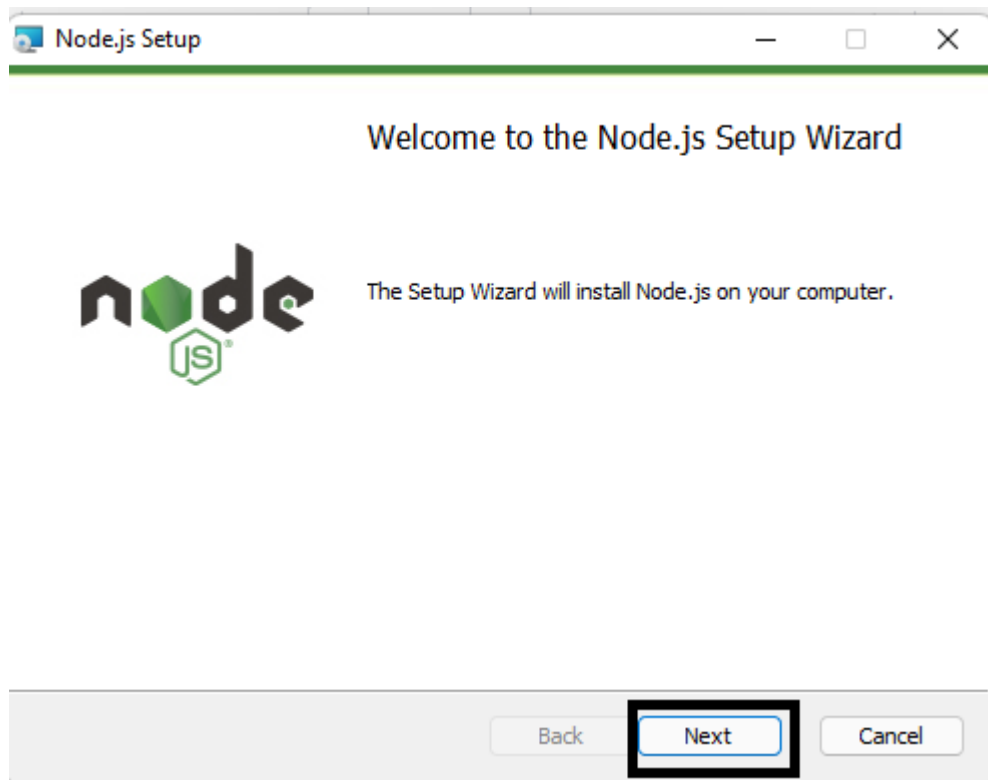 Node.js Setup
Welcome to the Node.js Setup Wizard
node
JS®
The Setup Wizard will install Node.js on your computer.
Back Next Cancel